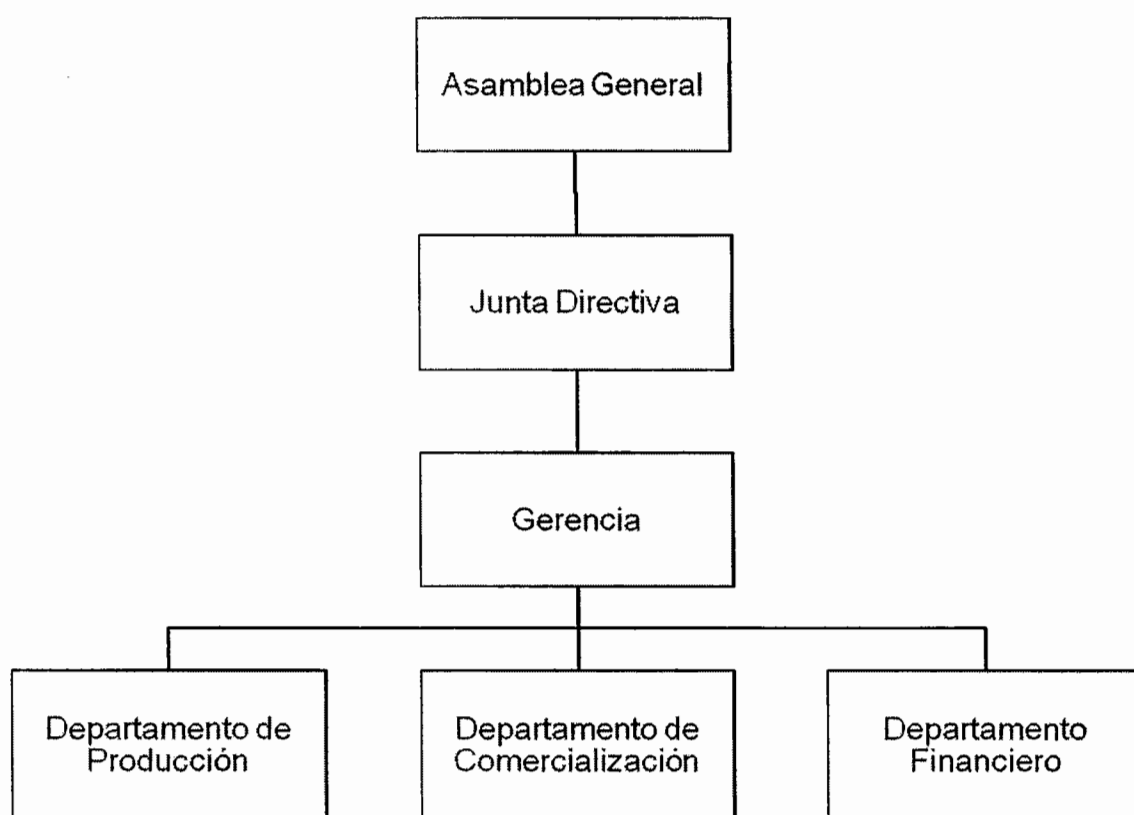 Asamblea General
Junta Directiva
Gerencia
Departamento de
Producción
Departamento de
Comercialización
Departamento
Financiero